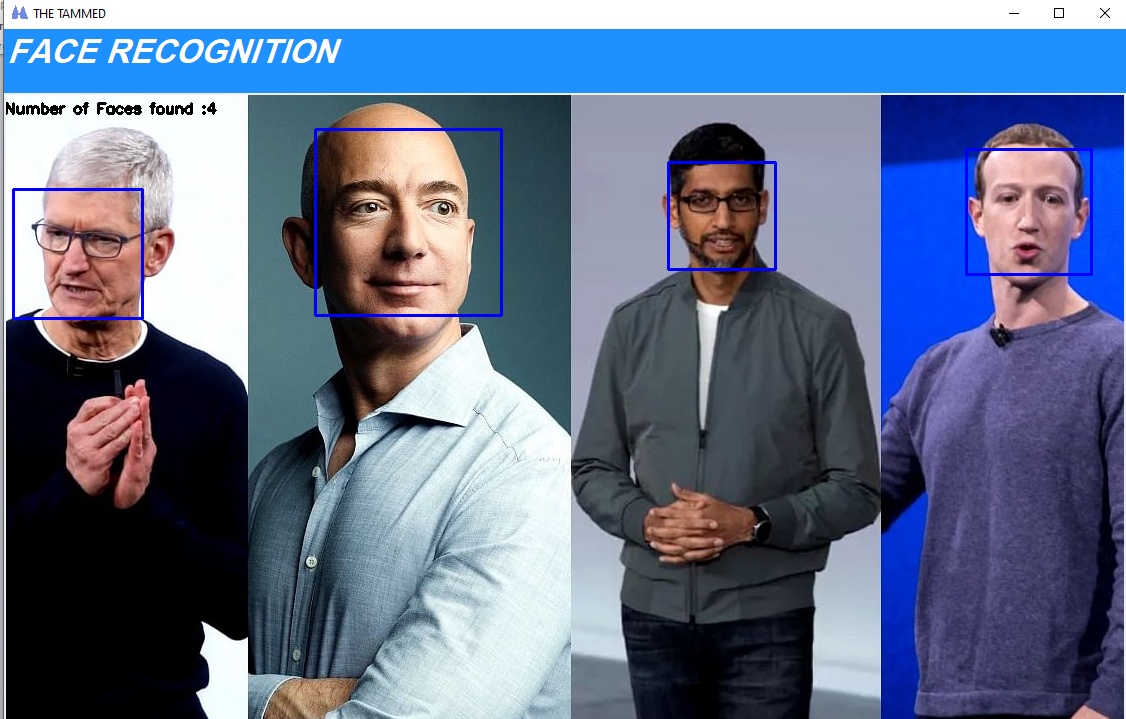 THE TAMMED
FACE RECOGNITION
Number of Faces found :4